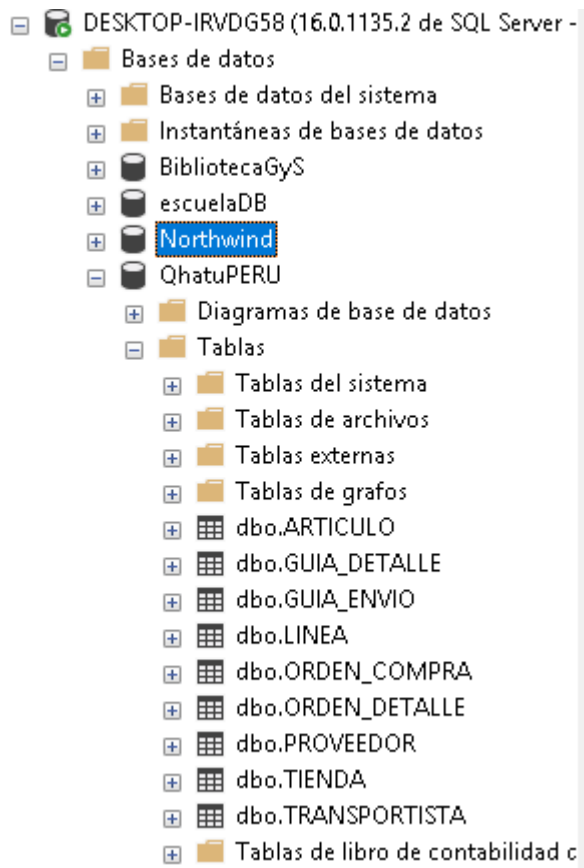 DESKTOP-IRVDG58 (16.0.1135.2 de SQL Server -
Bases de datos
Bases de datos del sistema
Instantáneas de bases de datos
BibliotecaGyS
escuelaDB
Northwind
QhatuPERU
Diagramas de base de datos
Tablas
Tablas del sistema
Tablas de archivos
Tablas externas
Tablas de grafos
dbo.ARTICULO
dbo.GUIA_DETALLE
dbo.GUIA_ENVIO
dbo.LINEA
dbo.ORDEN_COMPRA
dbo.ORDEN_DETALLE
dbo.PROVEEDOR
dbo.TIENDA
dbo.TRANSPORTISTA
Tablas de libro de contabilidad c